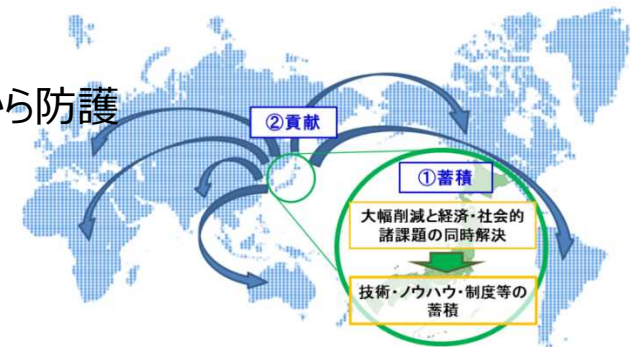 ら防護
②貢献
①蓄積
大幅削減と経済・社会的
諸課題の同時解決
技術・ノウハウ・制度等の
蓄積